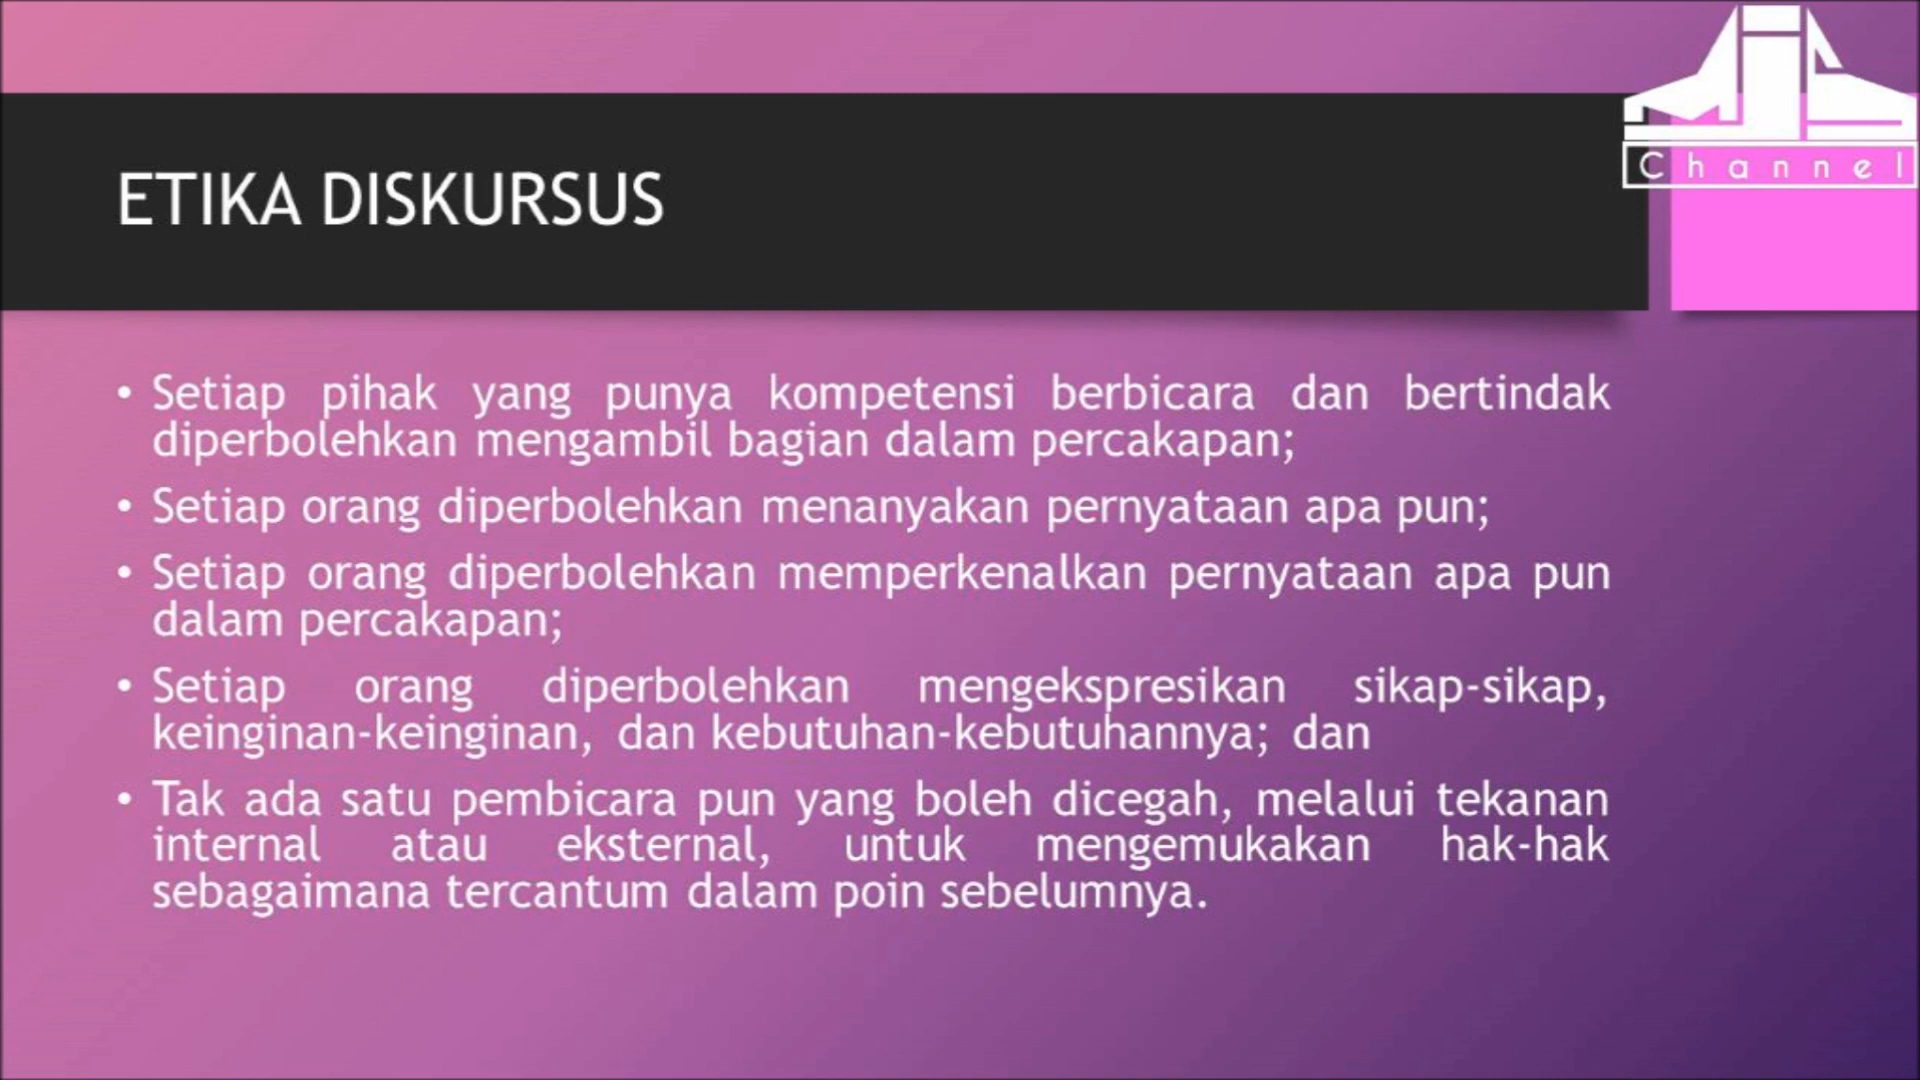 Channel
ETIKA DISKURSUS
• Setiap pihak yang punya kompetensi berbicara dan bertindak
diperbolehkan mengambil bagian dalam percakapan;
• Setiap orang diperbolehkan menanyakan pernyataan apa pun;
• Setiap orang diperbolehkan memperkenalkan pernyataan apa pun
dalam percakapan;
• Setiap orang diperbolehkan mengekspresikan sikap-sikap,
keinginan-keinginan, dan kebutuhan-kebutuhannya; dan
• Tak ada satu pembicara pun yang boleh dicegah, melalui tekanan
internal atau eksternal, untuk mengemukakan hak-hak
sebagaimana tercantum dalam poin sebelumnya.